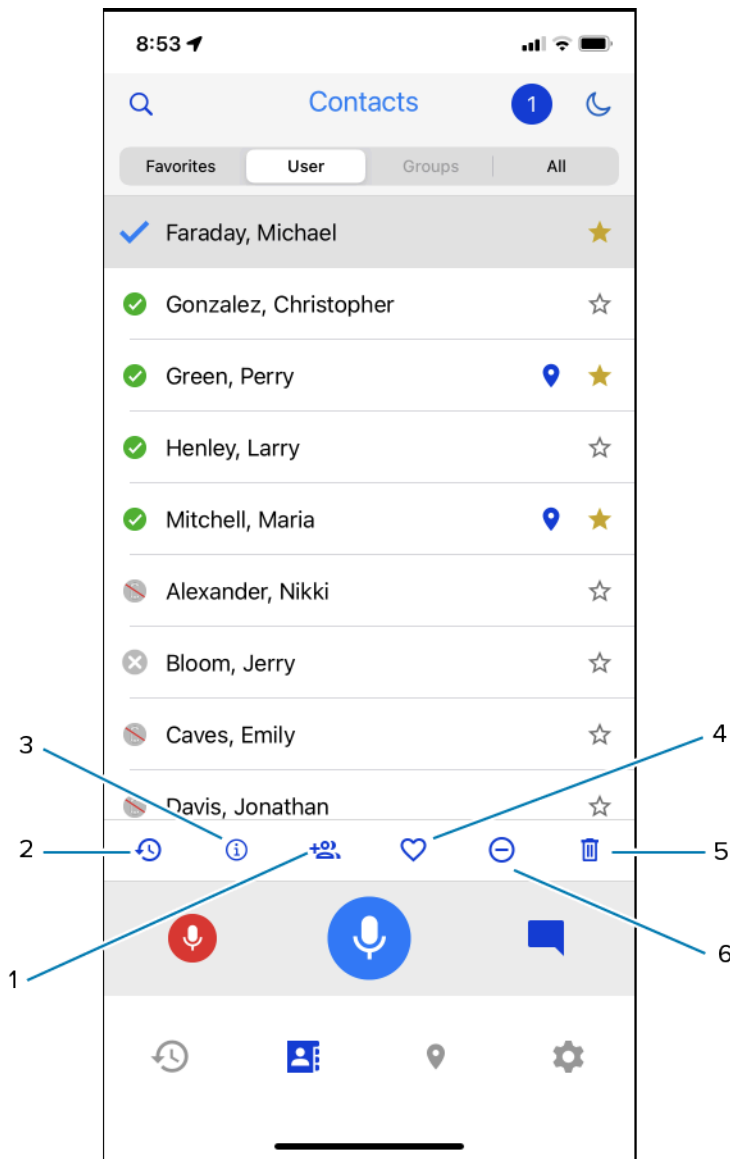 8:53
Contacts
1
Favorites User Groups All
Faraday, Michael
Gonzalez, Christopher
Green, Perry
Henley, Larry
Mitchell, Maria
Alexander, Nikki
Bloom, Jerry
Caves, Emily
Davis, Jonathan
3
4
2
5
1
6